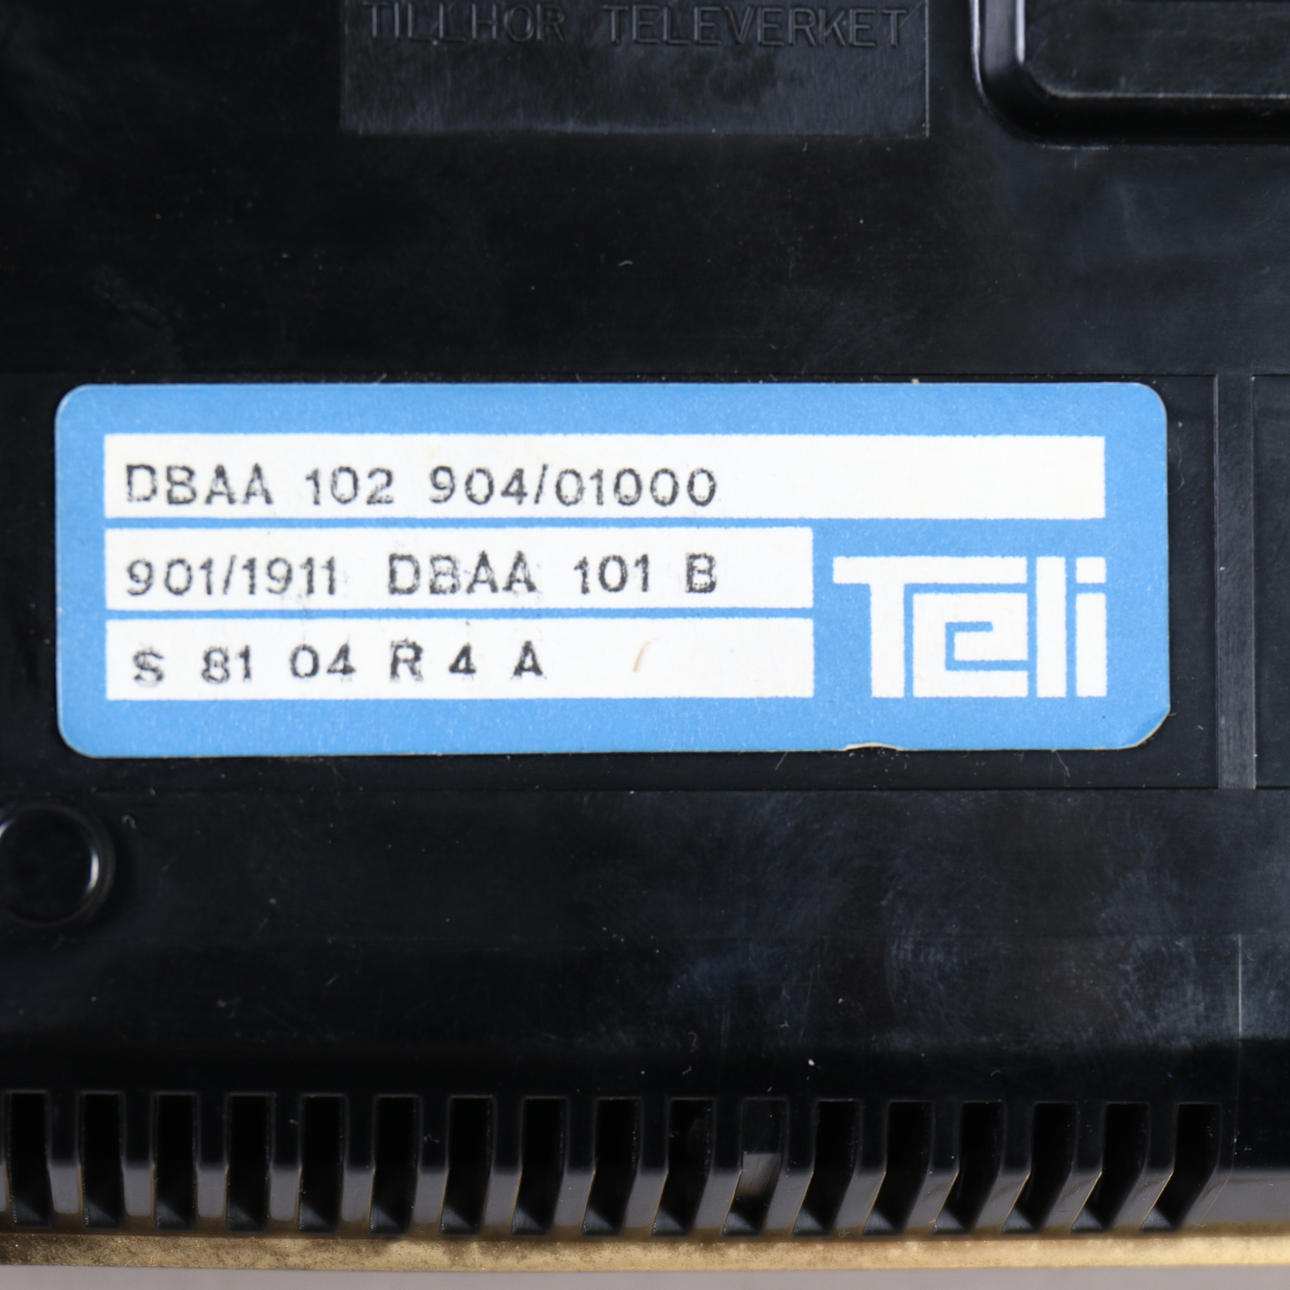 TILLHÖR TELEVERKET
DBAA 102 904/01000
901/1911 DBAA 101 B
S 81 04 R 4 A
Teli